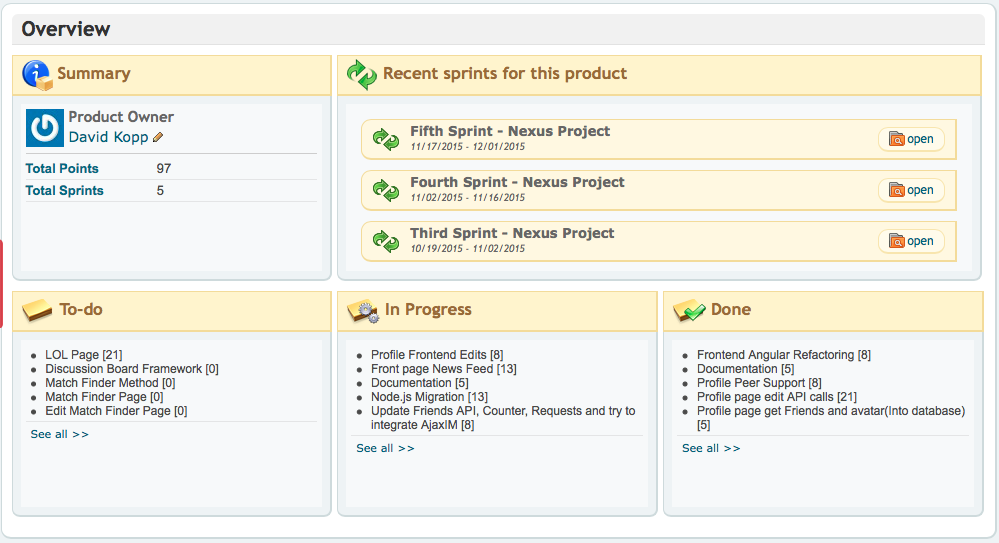 Overview
Summary
Product Owner
David Kopp
Total Points 97
Total Sprints 5
Recent sprints for this product
Fifth Sprint - Nexus Project
11/17/2015 - 12/01/2015
open
Fourth Sprint - Nexus Project
11/02/2015 - 11/16/2015
open
Third Sprint - Nexus Project
10/19/2015 - 11/02/2015
open
To-do
LOL Page [21]
Discussion Board Framework [0]
Match Finder Method [0]
Match Finder Page [0]
Edit Match Finder Page [0]
See all >>
In Progress
Profile Frontend Edits [8]
Front page News Feed [13]
Documentation [5]
Node.js Migration [13]
Update Friends API, Counter, Requests and try to
integrate AjaxIM [8]
See all >>
Done
Frontend Angular Refactoring [8]
Documentation [5]
Profile Peer Support [8]
Profile page edit API calls [21]
Profile page get Friends and avatar(Into database)
[5]
See all >>